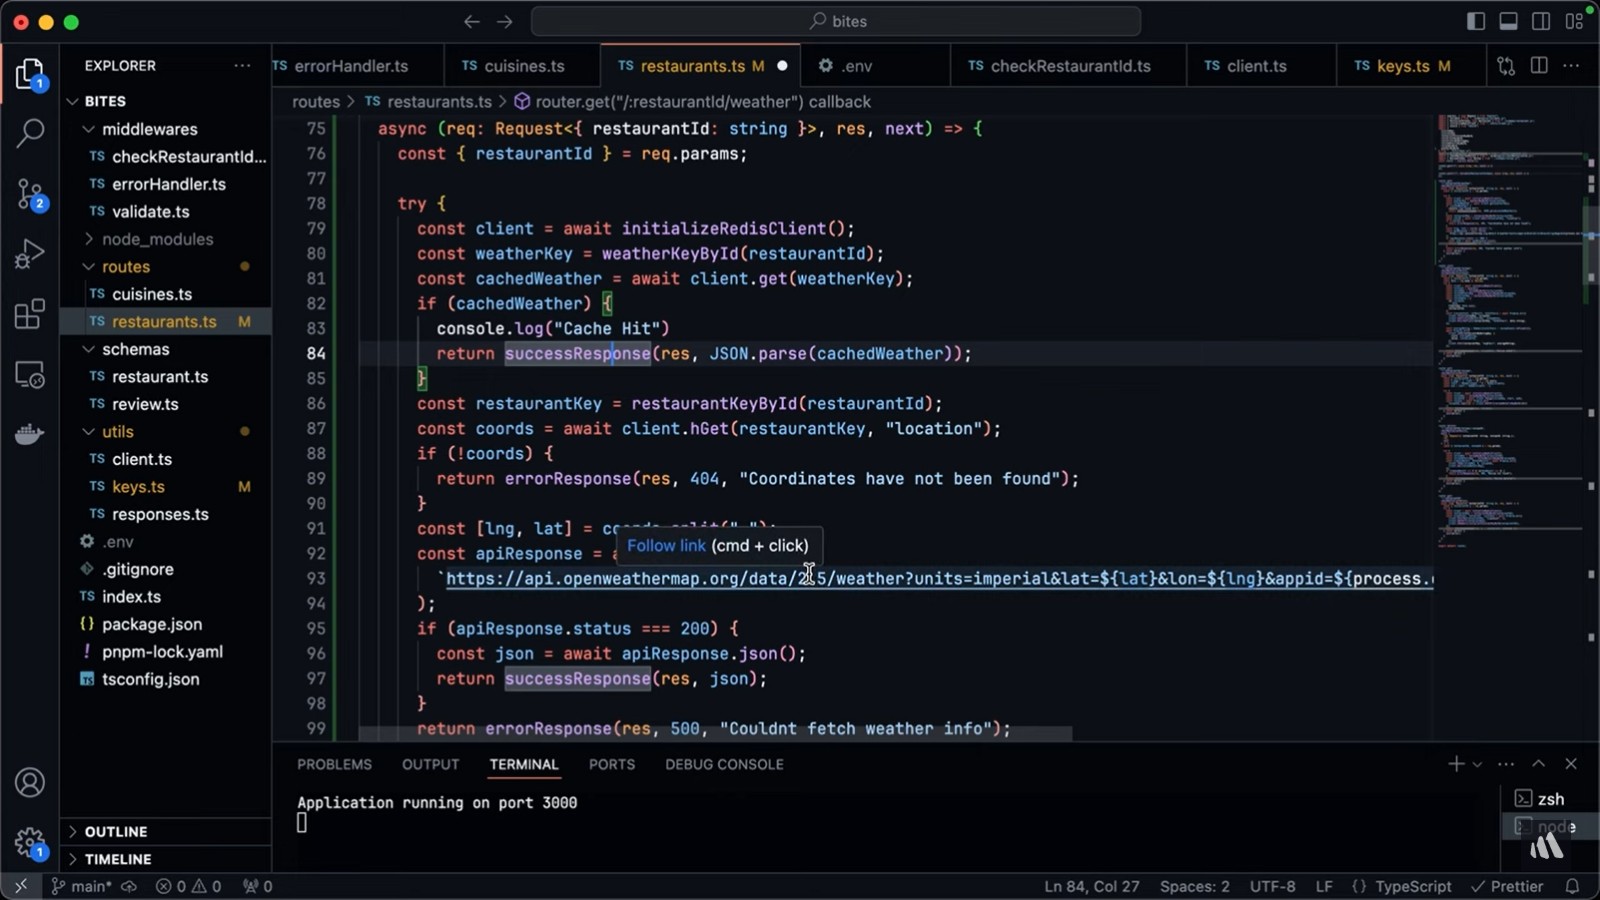 bites
EXPLORER
BITES
middlewares
TS checkRestaurantId...
TS errorHandler.ts
TS validate.ts
node_modules
routes
TS cuisines.ts
TS restaurants.ts M
schemas
TS restaurant.ts
TS review.ts
utils
TS client.ts
TS keys.ts M
TS responses.ts
.env
.gitignore
TS index.ts
{} package.json
! pnpm-lock.yaml
tsconfig.json
OUTLINE
TIMELINE
1
2
1
TS errorHandler.ts
TS cuisines.ts
TS restaurants.ts M
.env
TS checkRestaurantId.ts
TS client.ts
TS keys.ts M
routes > TS restaurants.ts > router.get("/:restaurantId/weather") callback
75 async (req: Request<{ restaurantId: string }>, res, next) => {
76 const { restaurantId } = req.params;
77
78 try {
79 const client = await initializeRedisClient();
80 const weatherKey = weatherKeyById(restaurantId);
81 const cachedWeather = await client.get(weatherKey);
82 if (cachedWeather) {
83 console.log("Cache Hit")
84 return successResponse(res, JSON.parse(cachedWeather));
85 }
86 const restaurantKey = restaurantKeyById(restaurantId);
87 const coords = await client.hGet(restaurantKey, "location");
88 if (!coords) {
89 return errorResponse(res, 404, "Coordinates have not been found");
90 }
91 const [lng, lat] =
Follow link (cmd + click)
92 const apiResponse =
93 `https://api.openweathermap.org/data/2.5/weather?units=imperial&lat=${lat}&lon=${lng}&appid=${process.
94 );
95 if (apiResponse.status === 200) {
96 const json = await apiResponse.json();
97 return successResponse(res, json);
98 }
99 return errorResponse(res, 500, "Couldnt fetch weather info");
PROBLEMS OUTPUT TERMINAL PORTS DEBUG CONSOLE
Application running on port 3000
zsh
node
main* 0 0 0
Ln 84, Col 27 Spaces: 2 UTF-8 LF {} TypeScript Prettier